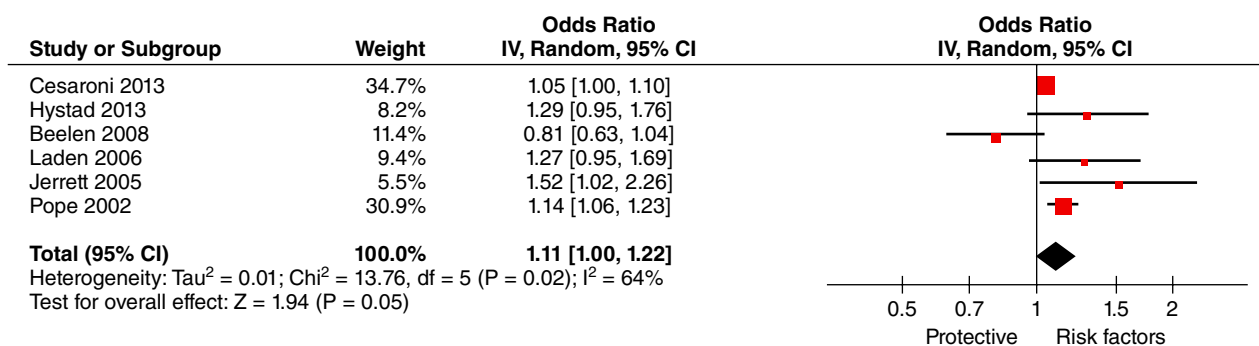 Odds Ratio Odds Ratio
Study or Subgroup Weight IV, Random, 95% CI IV, Random, 95% CI
Cesaroni 2013 34.7% 1.05 [1.00, 1.10]
Hystad 2013 8.2% 1.29 [0.95, 1.76]
Beelen 2008 11.4% 0.81 [0.63, 1.04]
Laden 2006 9.4% 1.27 [0.95, 1.69]
Jerrett 2005 5.5% 1.52 [1.02, 2.26]
Pope 2002 30.9% 1.14 [1.06, 1.23]
Total (95% CI) 100.0% 1.11 [1.00, 1.22]
Heterogeneity: Tau² = 0.01; Chi² = 13.76, df = 5 (P = 0.02); I² = 64%
Test for overall effect: Z = 1.94 (P = 0.05)
0.5 0.7 1 1.5 2
Protective Risk factors